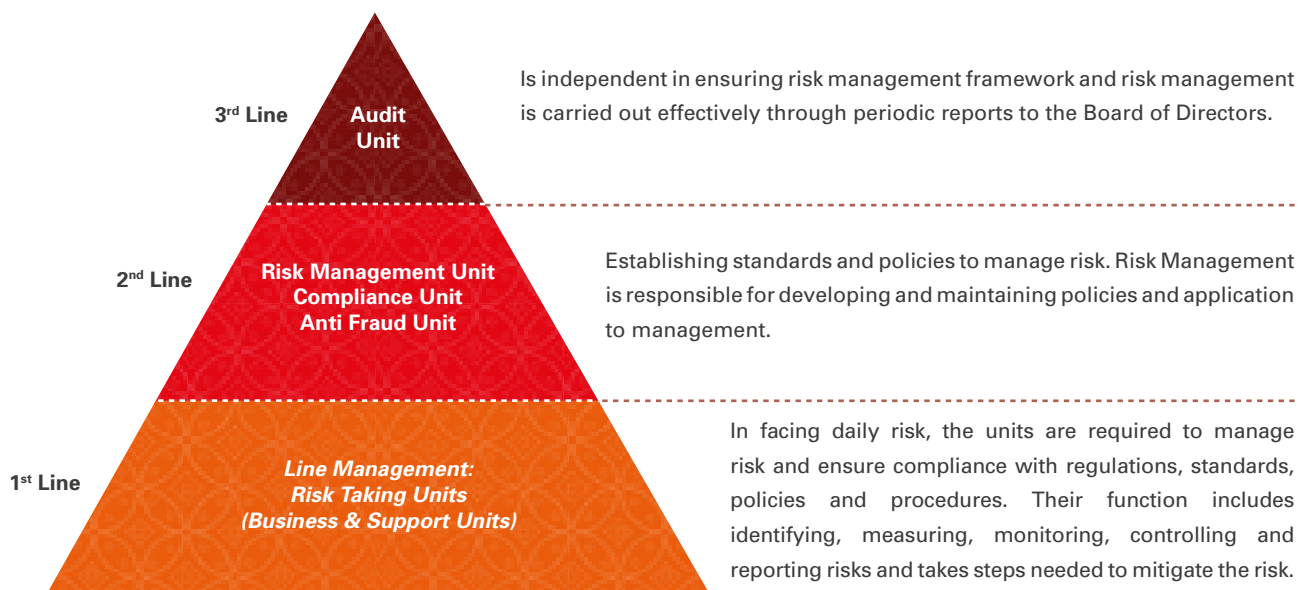 3rd Line
Audit
Unit
Is independent in ensuring risk management framework and risk management
is carried out effectively through periodic reports to the Board of Directors.
2nd Line
Risk Management Unit
Compliance Unit
Anti Fraud Unit
Establishing standards and policies to manage risk. Risk Management
is responsible for developing and maintaining policies and application
to management.
1st Line
Line Management:
Risk Taking Units
(Business & Support Units)
In facing daily risk, the units are required to manage
risk and ensure compliance with regulations, standards,
policies and procedures. Their function includes
identifying, measuring, monitoring, controlling and
reporting risks and takes steps needed to mitigate the risk.